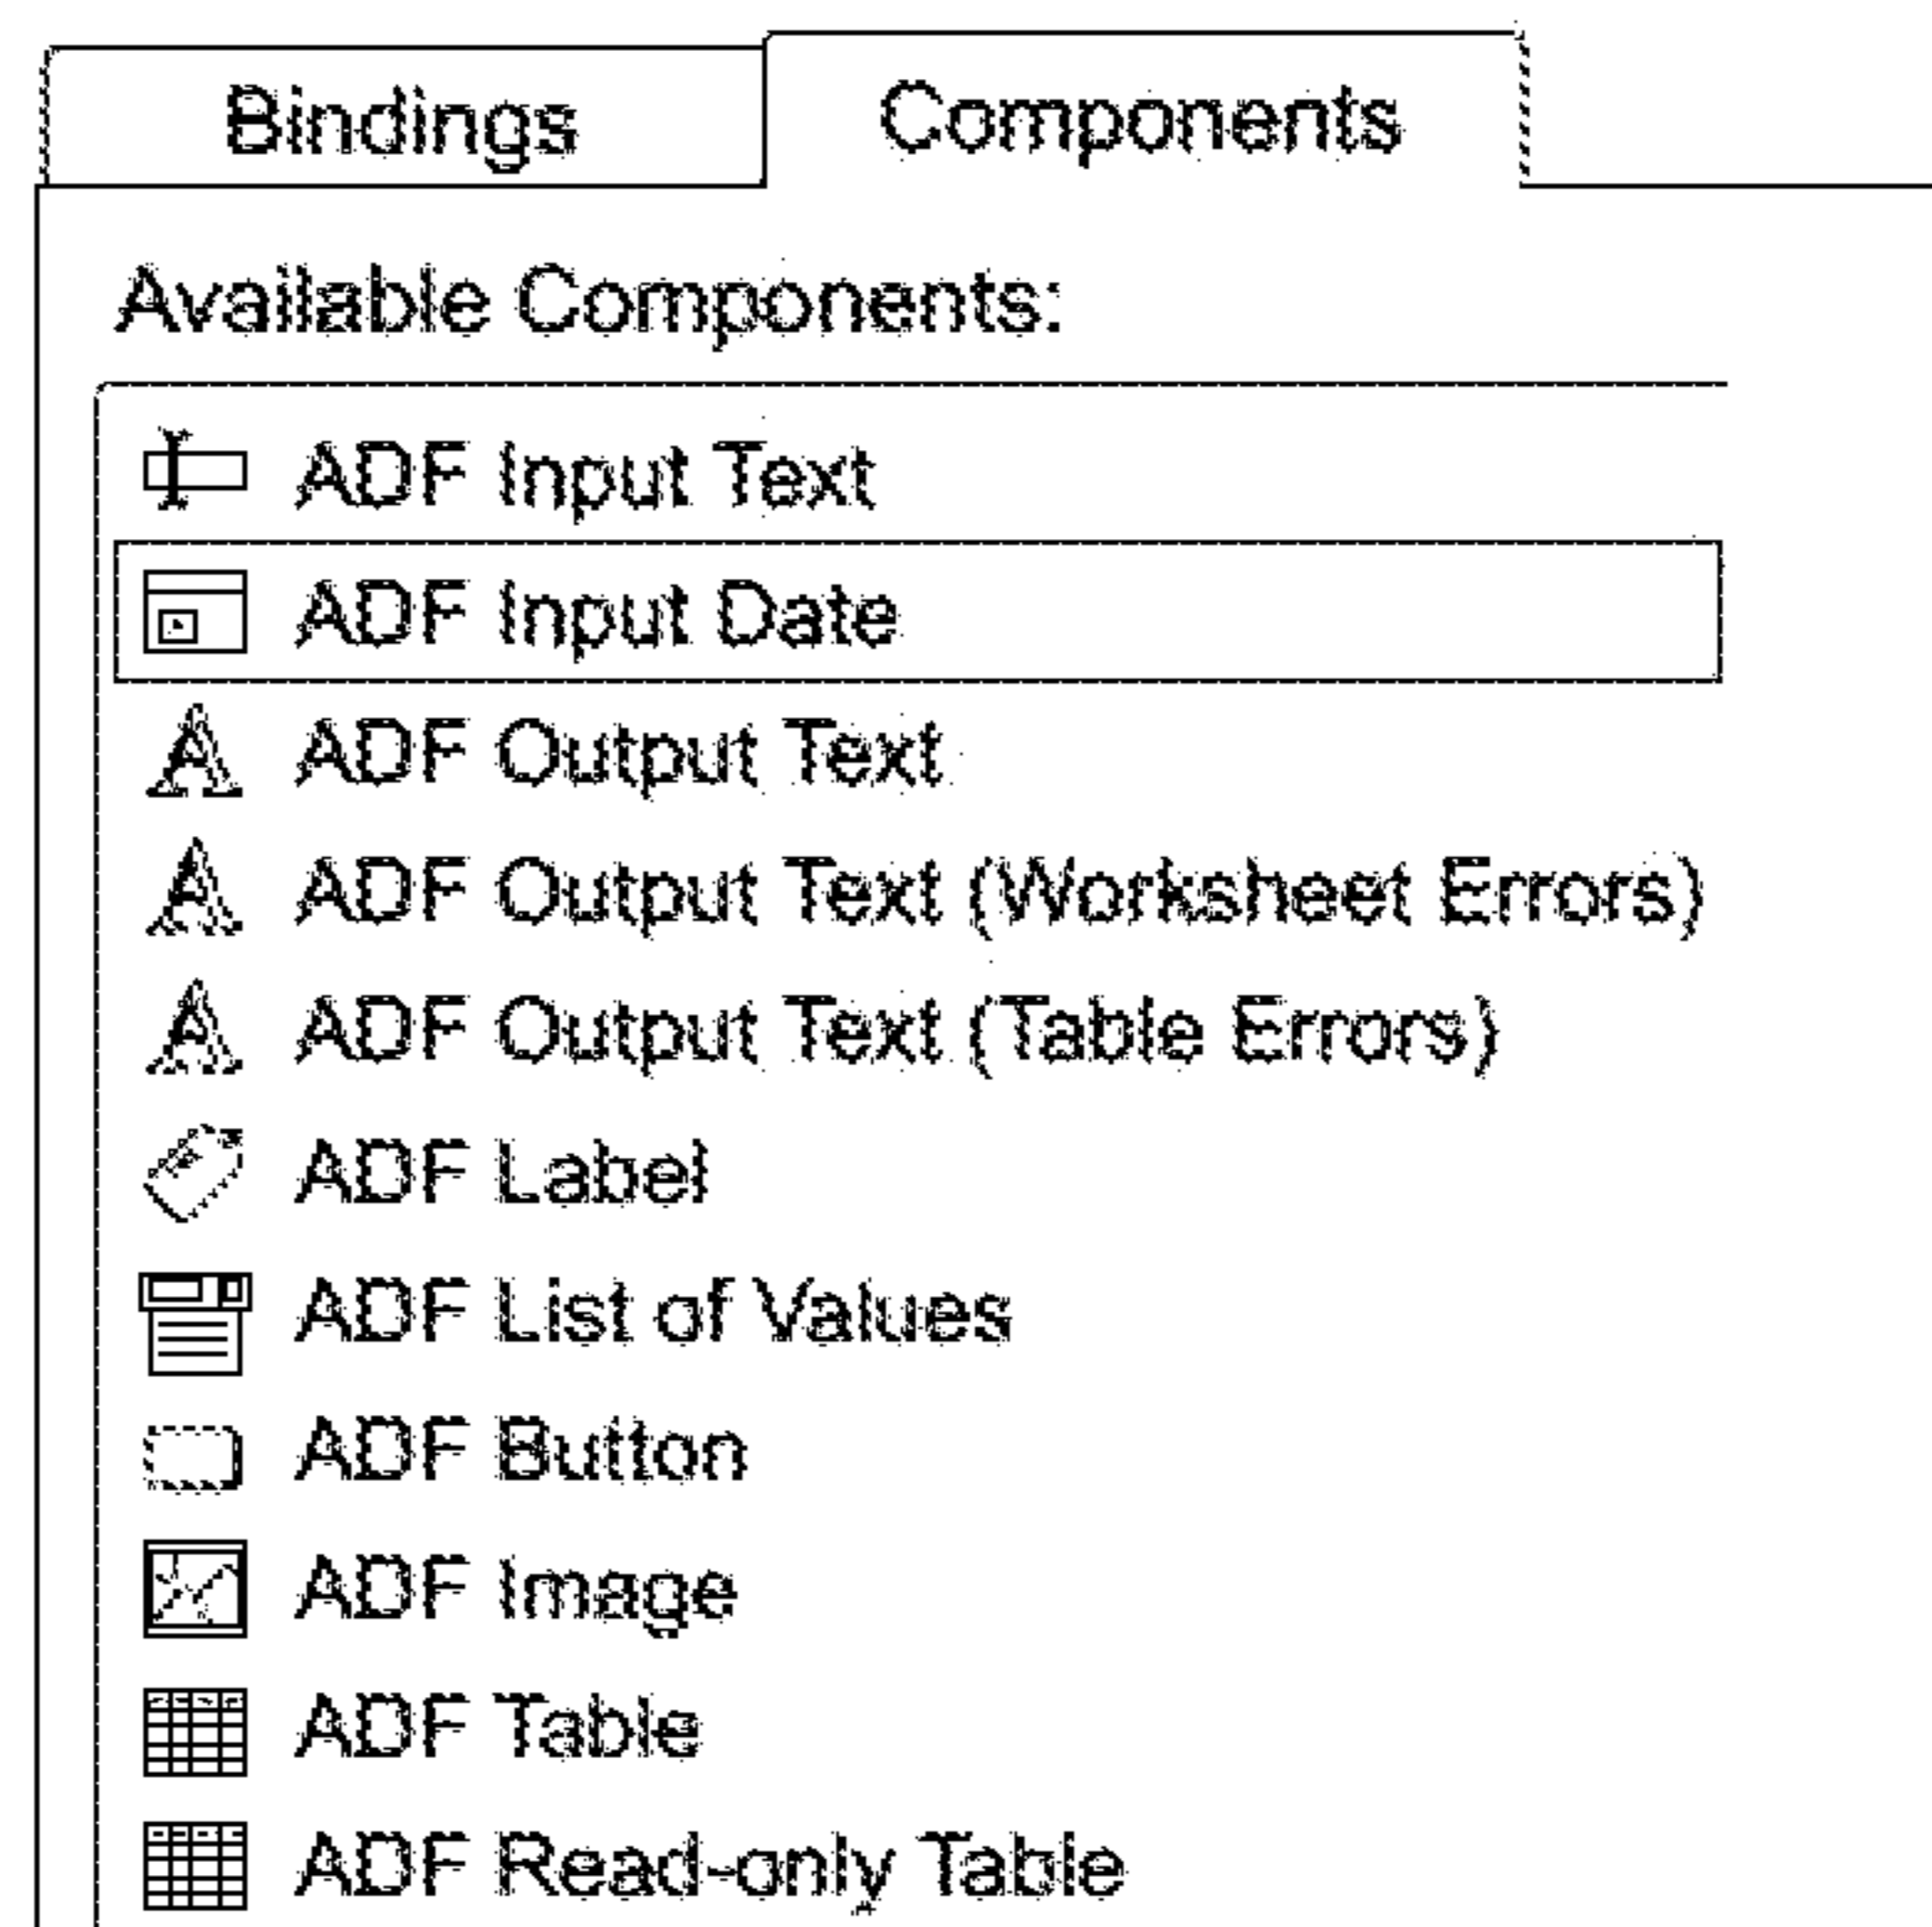 Bindings Components
Available Components:
ADF Input Text
ADF Input Date
ADF Output Text
ADF Output Text (Worksheet Errors)
ADF Output Text (Table Errors)
ADF Label
ADF List of Values
ADF Button
ADF Image
ADF Table
ADF Read-only Table